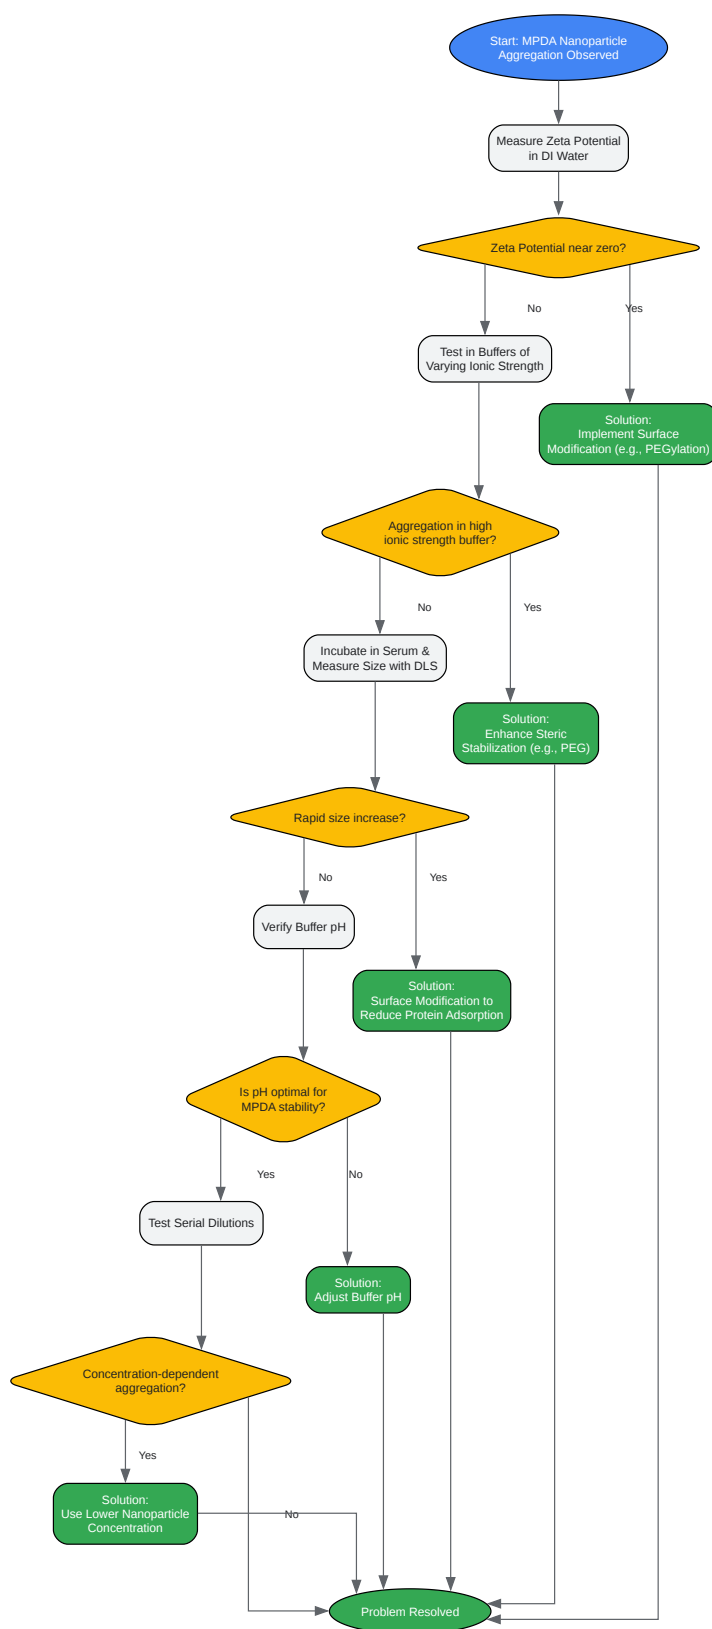 Start: MPDA Nanoparticle
Aggregation Observed
Measure Zeta Potential
in DI Water
Zeta Potential near zero?
No
Yes
Test in Buffers of
Varying Ionic Strength
Solution:
Implement Surface
Modification (e.g., PEGylation)
Aggregation in high
ionic strength buffer?
No
Yes
Incubate in Serum &
Measure Size with DLS
Solution:
Enhance Steric
Stabilization (e.g., PEG)
Rapid size increase?
No
Yes
Verify Buffer pH
Solution:
Surface Modification to
Reduce Protein Adsorption
Is pH optimal for
MPDA stability?
Yes
No
Test Serial Dilutions
Solution:
Adjust Buffer pH
Concentration-dependent
aggregation?
Yes
Solution:
Use Lower Nanoparticle
Concentration
No
Problem Resolved